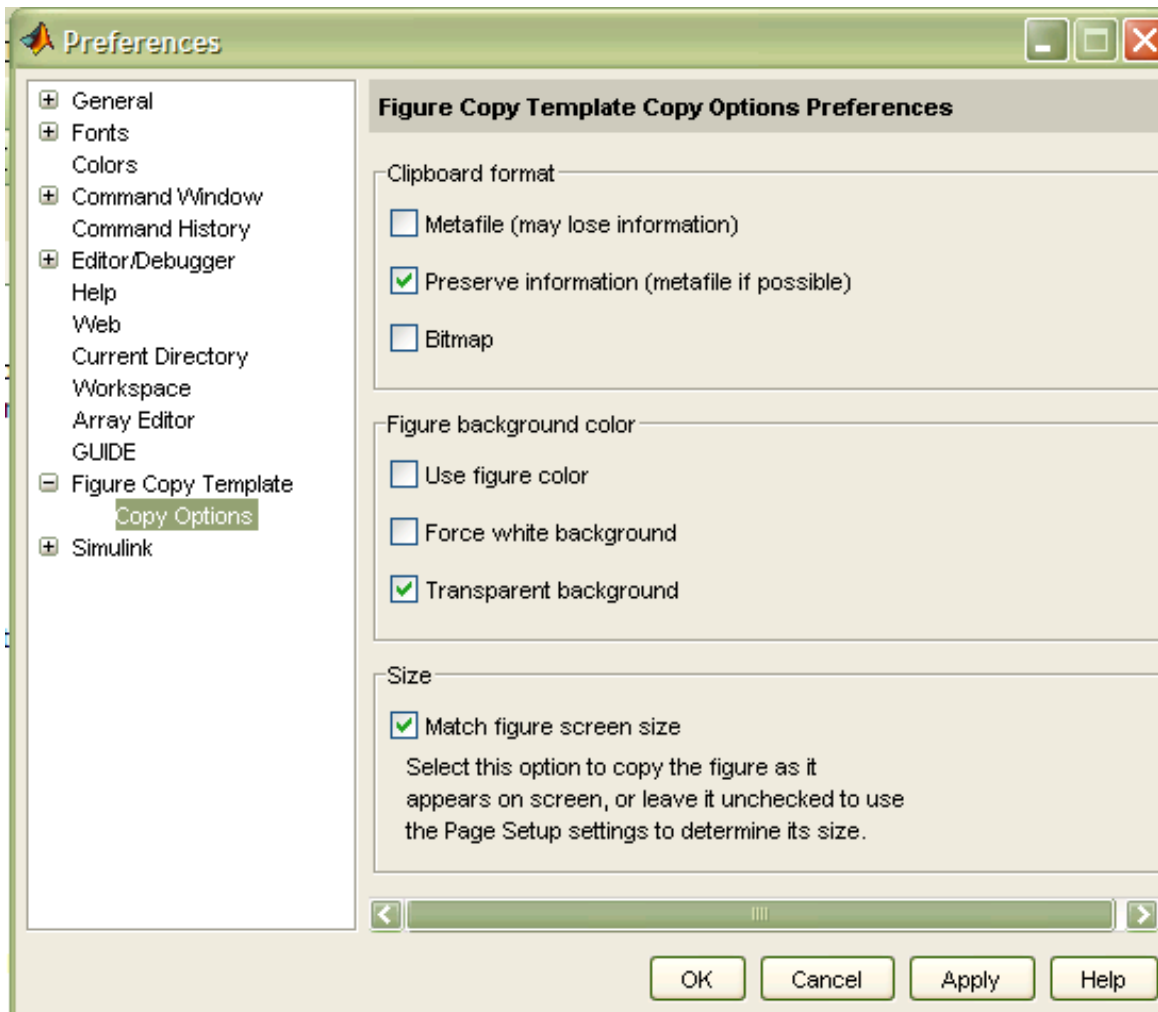 Preferences
General
Fonts
Colors
Command Window
Command History
Editor/Debugger
Help
Web
Current Directory
Workspace
Array Editor
GUIDE
Figure Copy Template
Copy Options
Simulink
Figure Copy Template Copy Options Preferences
Clipboard format
Metafile (may lose information)
Preserve information (metafile if possible)
Bitmap
Figure background color
Use figure color
Force white background
Transparent background
Size
Match figure screen size
Select this option to copy the figure as it
appears on screen, or leave it unchecked to use
the Page Setup settings to determine its size.
OK Cancel Apply Help